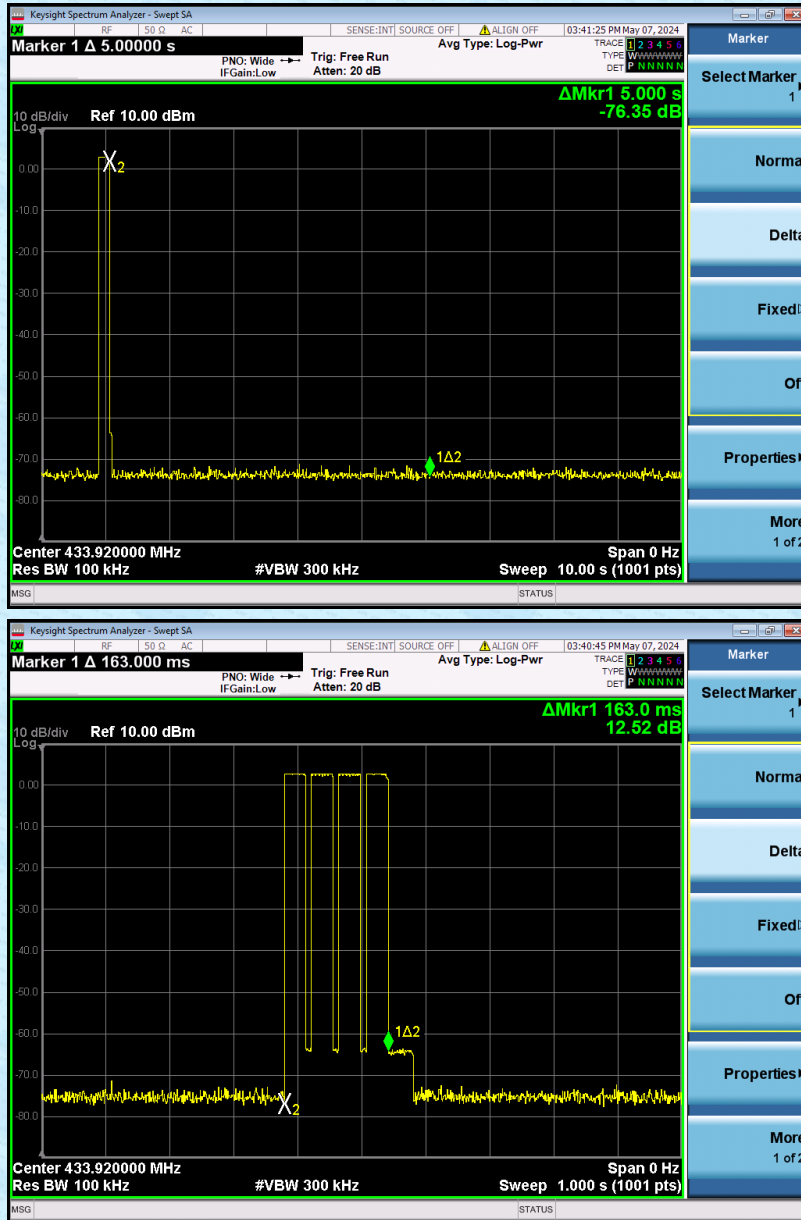 Keysight Spectrum Analyzer - Swept SA
LXI RF 50 Ω AC SENSE:INT SOURCE OFF ALIGN OFF 03:41:25 PM May 07, 2024
Marker 1 Δ 5.00000 s
PNO: Wide
IFGain:Low
Trig: Free Run
Atten: 20 dB
Avg Type: Log-Pwr
TRACE 1 2 3 4 5 6
TYPE WWWWWW
DET P N N N N N
Marker
Select Marker
1
ΔMkr1 5.000 s
-76.35 dB
10 dB/div Ref 10.00 dBm
Log
0.00
-10.0
-20.0
-30.0
-40.0
-50.0
-60.0
-70.0
-80.0
2
1Δ2
Center 433.920000 MHz
Res BW 100 kHz
#VBW 300 kHz
Span 0 Hz
Sweep 10.00 s (1001 pts)
MSG STATUS
Norma
Delta
Fixed
Of
Properties
More
1 of 2
Keysight Spectrum Analyzer - Swept SA
LXI RF 50 Ω AC SENSE:INT SOURCE OFF ALIGN OFF 03:40:45 PM May 07, 2024
Marker 1 Δ 163.000 ms
PNO: Wide
IFGain:Low
Trig: Free Run
Atten: 20 dB
Avg Type: Log-Pwr
TRACE 1 2 3 4 5 6
TYPE WWWWWW
DET P N N N N N
Marker
Select Marker
1
ΔMkr1 163.0 ms
12.52 dB
10 dB/div Ref 10.00 dBm
Log
0.00
-10.0
-20.0
-30.0
-40.0
-50.0
-60.0
-70.0
-80.0
1Δ2
2
Center 433.920000 MHz
Res BW 100 kHz
#VBW 300 kHz
Span 0 Hz
Sweep 1.000 s (1001 pts)
MSG STATUS
Norma
Delta
Fixed
Of
Properties
More
1 of 2